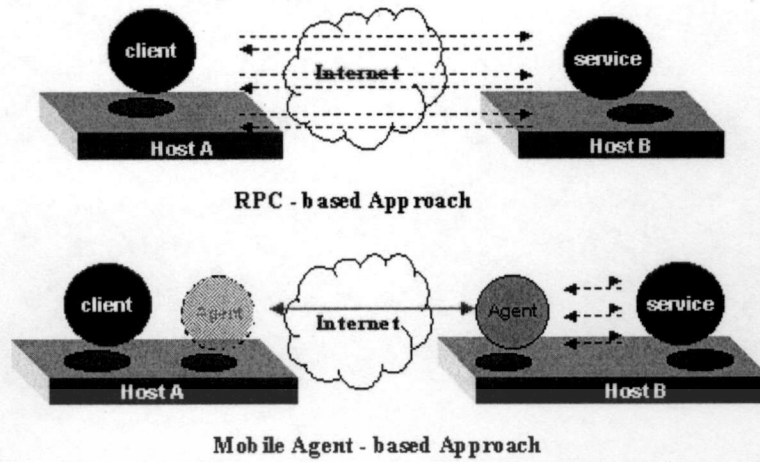 client
Internet
service
Host A
Host B
RPC - based Approach
client
Agent
Internet
Agent
service
Host A
Host B
Mobile Agent - based Approach